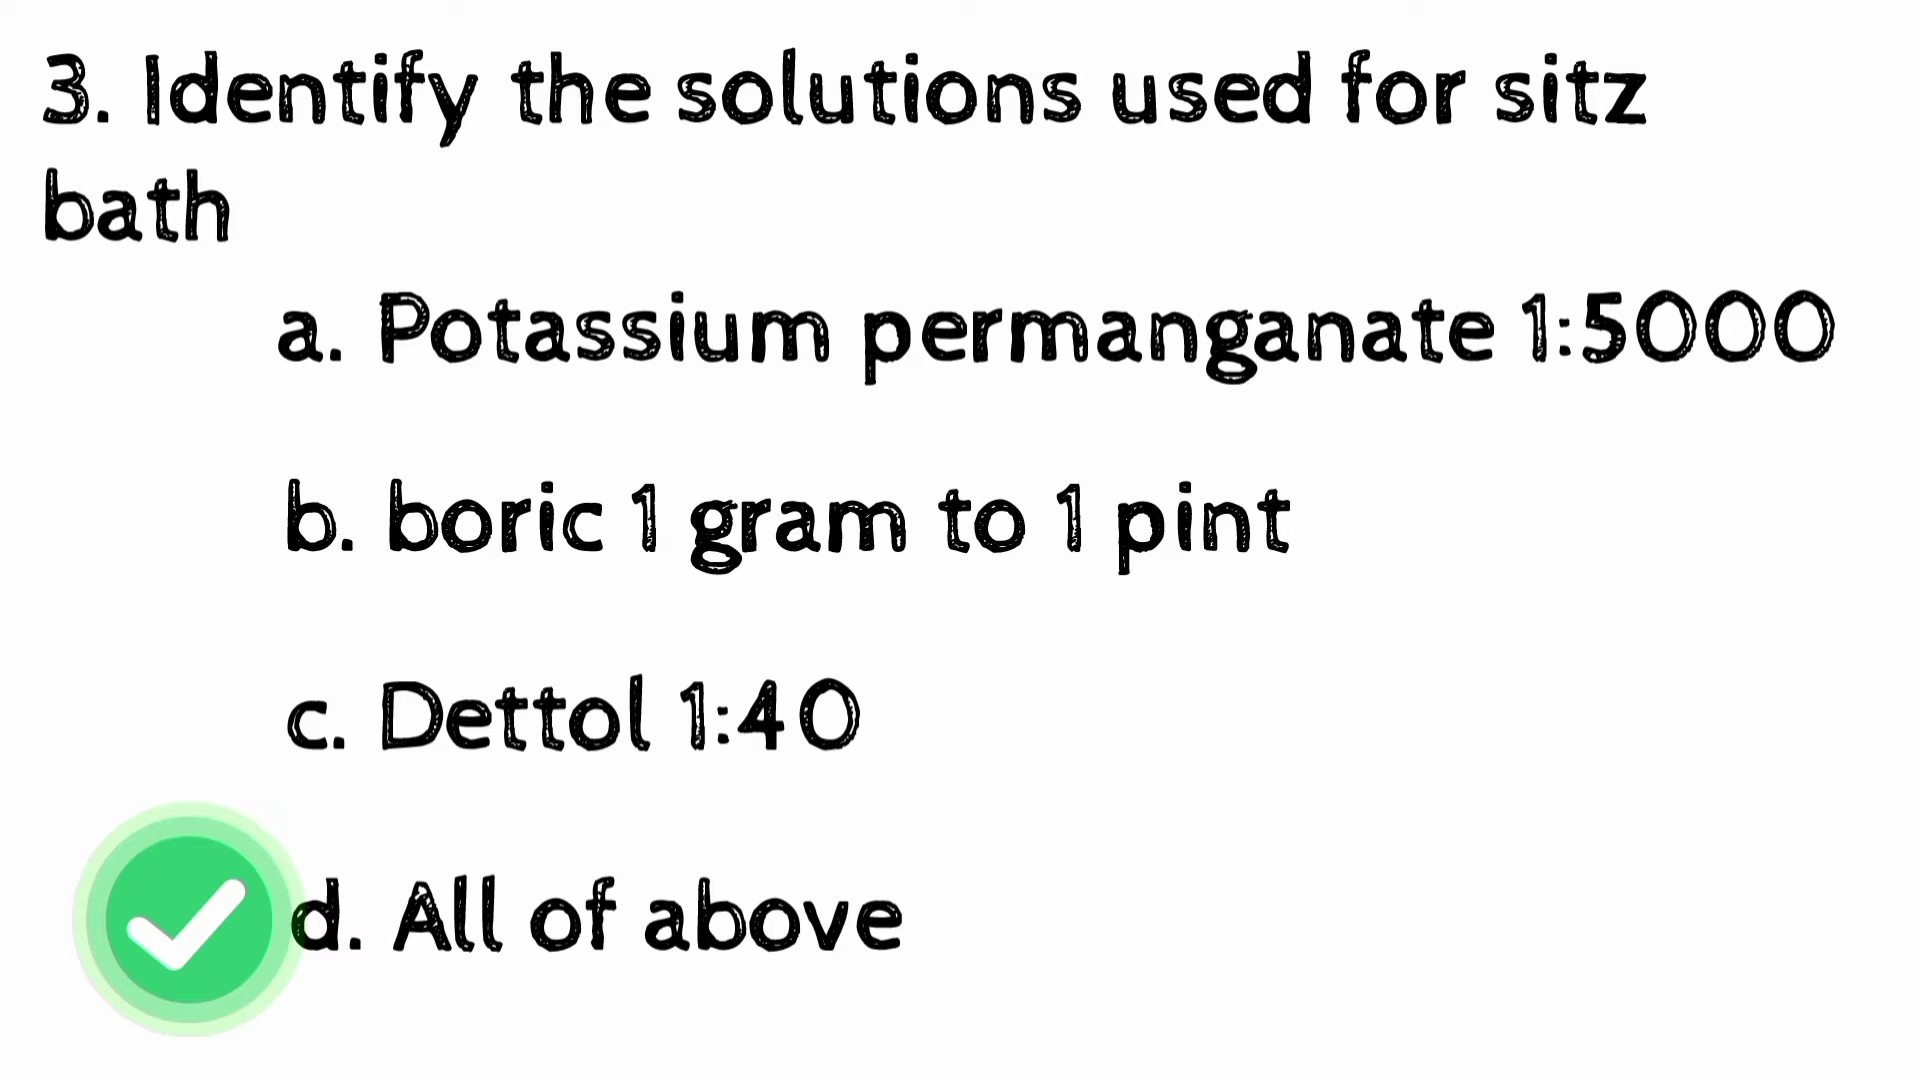 3. Identify the solutions used for sitz
bath
a. Potassium permanganate 1:5000
b. boric 1 gram to 1 pint
c. Dettol 1:40
d. All of above